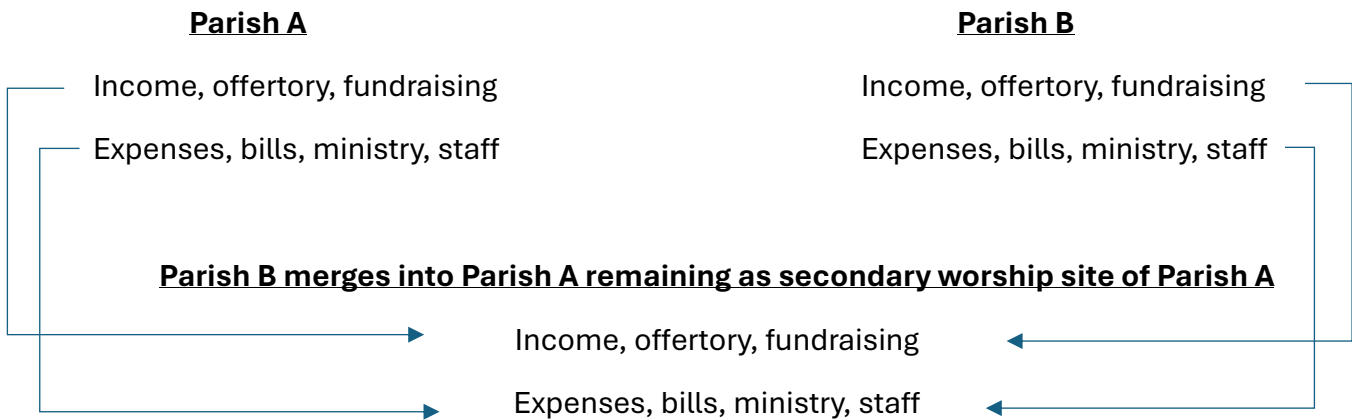 Parish A
Parish B
Income, offertory, fundraising
Income, offertory, fundraising
Expenses, bills, ministry, staff
Expenses, bills, ministry, staff
Parish B merges into Parish A remaining as secondary worship site of Parish A
Income, offertory, fundraising
Expenses, bills, ministry, staff